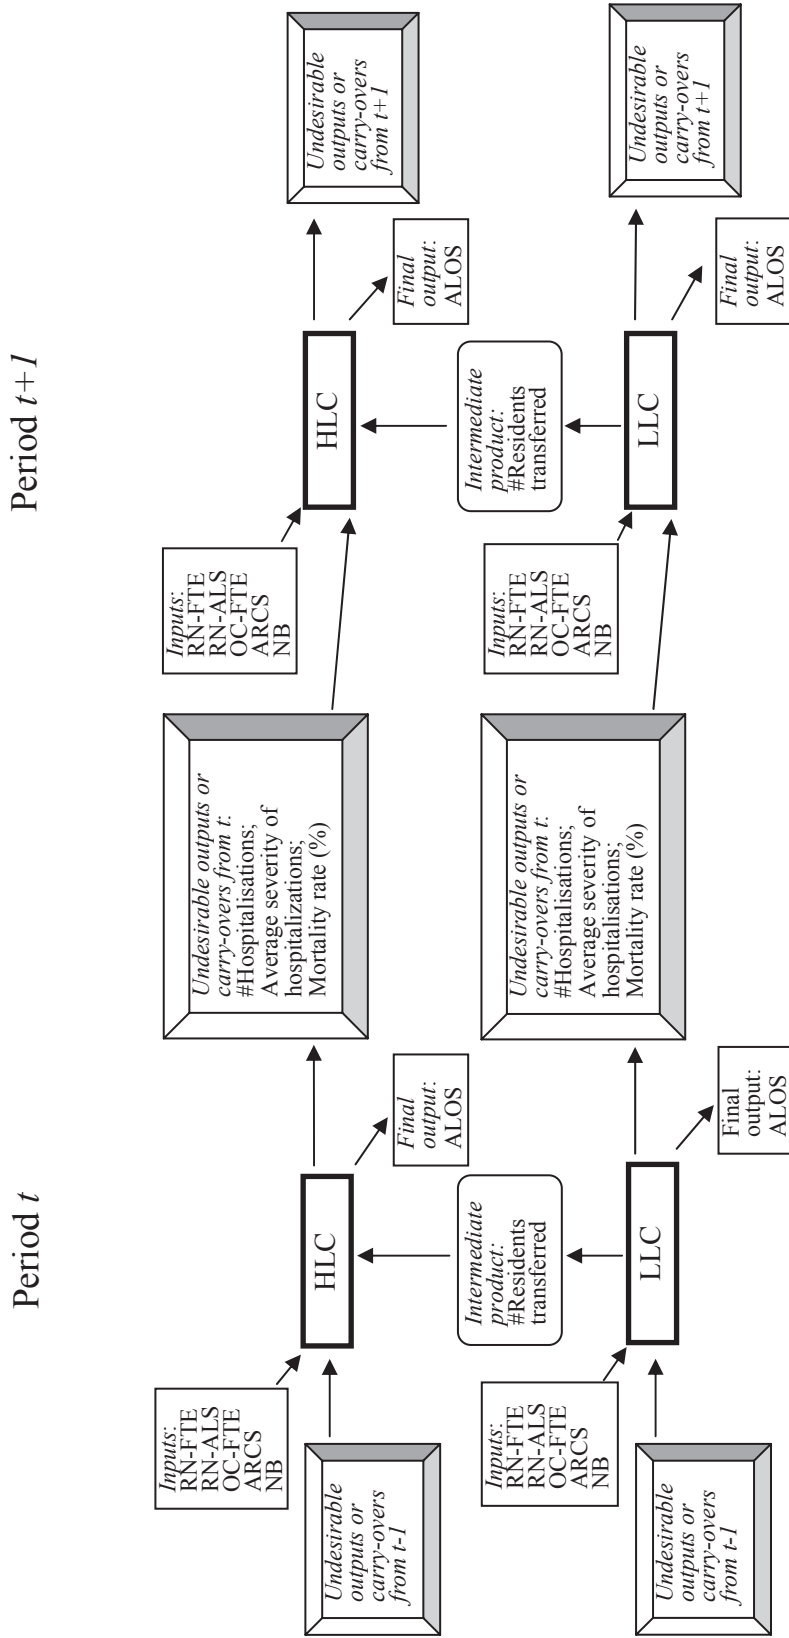 Period t
Period t+1
Undesirable
outputs or
carry-overs
from t-1
Inputs:
RN-FTE
RN-ALS
OC-FTE
ARCS
NB
HLC
Final
output:
ALOS
Undesirable outputs or
carry-overs from t:
#Hospitalisations;
Average severity of
hospitalizations;
Mortality rate (%)
Inputs:
RN-FTE
RN-ALS
OC-FTE
ARCS
NB
HLC
Final
output:
ALOS
Undesirable
outputs or
carry-overs
from t+1
Intermediate
product:
#Residents
transferred
Intermediate
product:
#Residents
transferred
Undesirable
outputs or
carry-overs
from t-1
Inputs:
RN-FTE
RN-ALS
OC-FTE
ARCS
NB
LLC
Final
output:
ALOS
Undesirable outputs or
carry-overs from t:
#Hospitalisations;
Average severity of
hospitalisations;
Mortality rate (%)
Inputs:
RN-FTE
RN-ALS
OC-FTE
ARCS
NB
LLC
Final
output:
ALOS
Undesirable
outputs or
carry-overs
from t+1